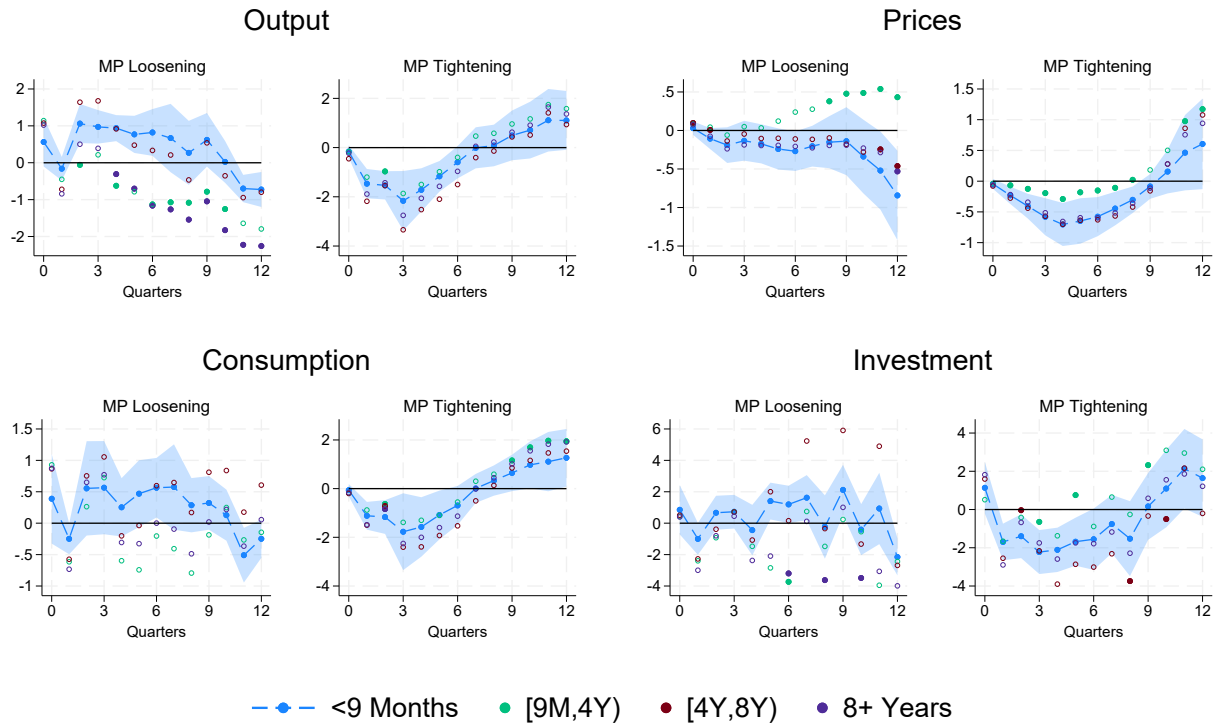 Output
Prices
MP Loosening
MP Tightening
MP Loosening
MP Tightening
2
1
0
-1
-2
0 3 6 9 12
Quarters
2
0
-2
-4
0 3 6 9 12
Quarters
.5
0
-.5
-1
-1.5
0 3 6 9 12
Quarters
1.5
1
.5
0
-.5
-1
0 3 6 9 12
Quarters
Consumption
Investment
MP Loosening
MP Tightening
MP Loosening
MP Tightening
1.5
1
.5
0
-.5
-1
0 3 6 9 12
Quarters
2
0
-2
-4
0 3 6 9 12
Quarters
6
4
2
0
-2
-4
0 3 6 9 12
Quarters
4
2
0
-2
-4
0 3 6 9 12
Quarters
<9 Months [9M,4Y) [4Y,8Y) 8+ Years